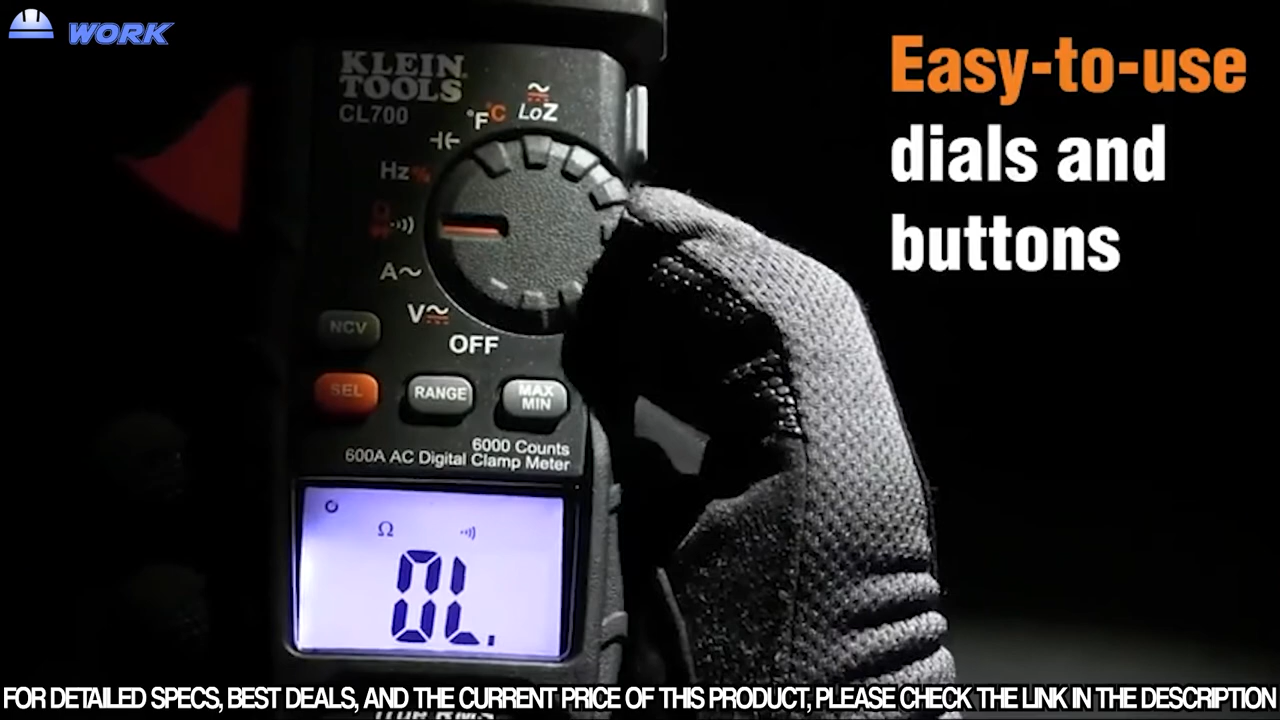 WORK
Easy-to-use
dials and
buttons
KLEIN
TOOLS
CL700
°F°C
LoZ
Hz%
Ω
A~
V
OFF
NCV
SEL
RANGE
MAX
MIN
6000 Counts
600A AC Digital Clamp Meter
Ω
0L.
FOR DETAILED SPECS, BEST DEALS, AND THE CURRENT PRICE OF THIS PRODUCT, PLEASE CHECK THE LINK IN THE DESCRIPTION
True RMS